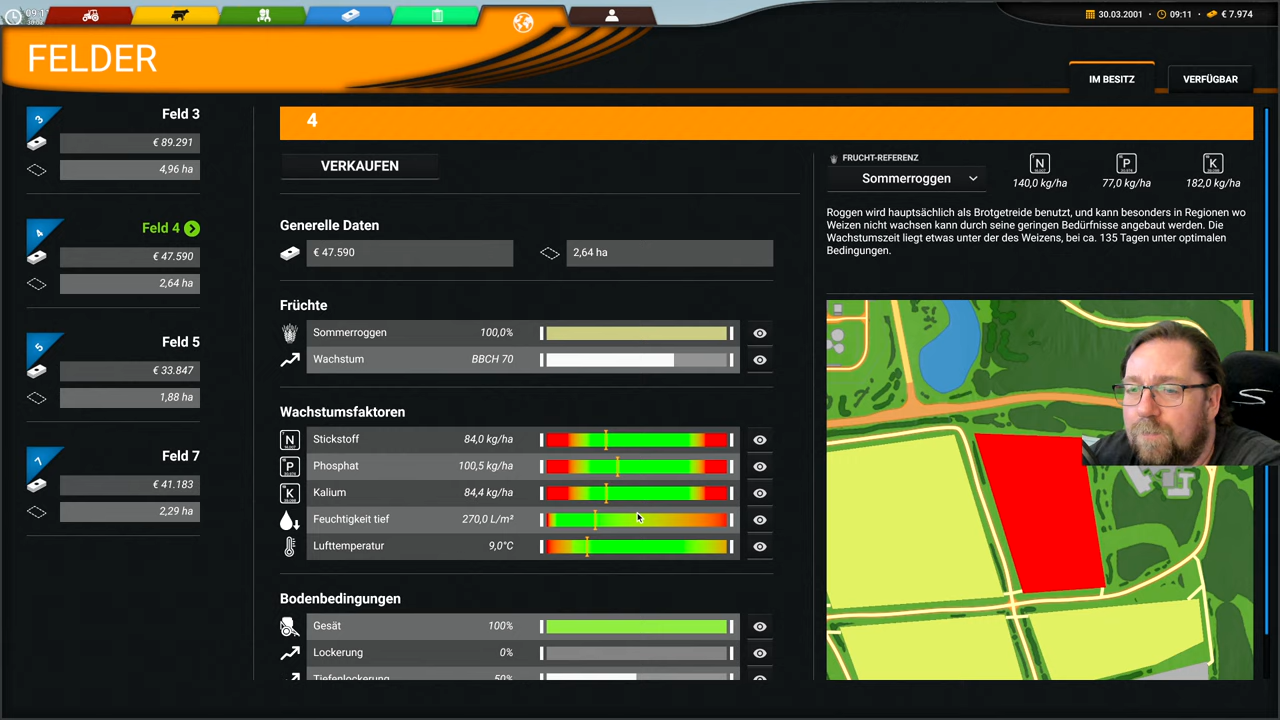 30.03.2001 · 09:11 · € 7.974
FELDER
IM BESITZ
VERFÜGBAR
3
Feld 3
€ 89.291
4,96 ha
4
Feld 4
€ 47.590
2,64 ha
5
Feld 5
€ 33.847
1,88 ha
7
Feld 7
€ 41.183
2,29 ha
4
VERKAUFEN
Generelle Daten
€ 47.590
2,64 ha
Früchte
Sommerroggen 100,0%
Wachstum BBCH 70
Wachstumsfaktoren
N Stickstoff 84,0 kg/ha
P Phosphat 100,5 kg/ha
K Kalium 84,4 kg/ha
Feuchtigkeit tief 270,0 L/m²
Lufttemperatur 9,0°C
Bodenbedingungen
Gesät 100%
Lockerung 0%
Tiefenlockerung 50%
FRUCHT-REFERENZ
Sommerroggen
N
140,0 kg/ha
P
77,0 kg/ha
K
182,0 kg/ha
Roggen wird hauptsächlich als Brotgetreide benutzt, und kann besonders in Regionen wo
Weizen nicht wachsen kann durch seine geringen Bedürfnisse angebaut werden. Die
Wachstumszeit liegt etwas unter der des Weizens, bei ca. 135 Tagen unter optimalen
Bedingungen.